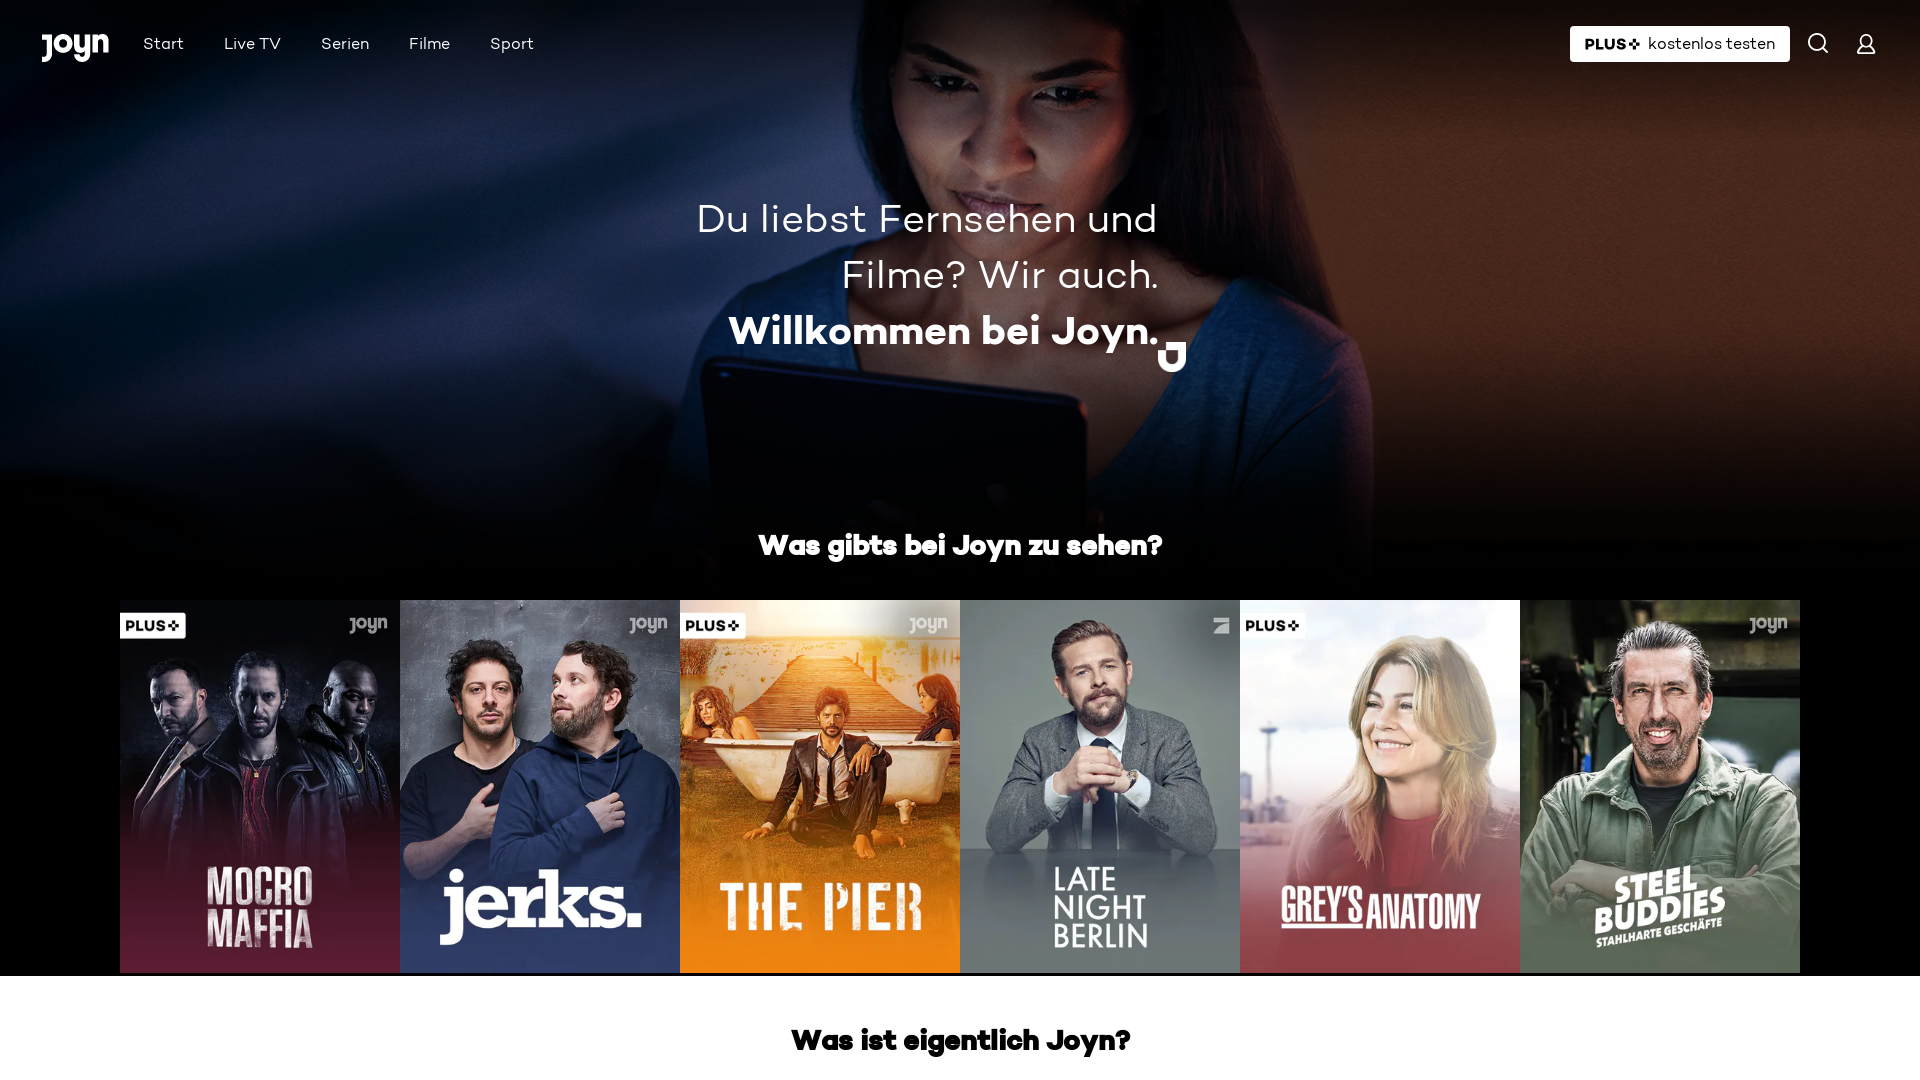 joyn Start Live TV Serien Filme Sport PLUS kostenlos testen
Du liebst Fernsehen und
Filme? Wir auch.
Willkommen bei Joyn.
Was gibts bei Joyn zu sehen?
PLUS joyn
MOCRO
MAFFIA
joyn
jerks.
PLUS joyn
THE PIER
LATE
NIGHT
BERLIN
PLUS
GREY'S ANATOMY
joyn
STEEL
BUDDIES
STAHLHARTE GESCHÄFTE
Was ist eigentlich Joyn?